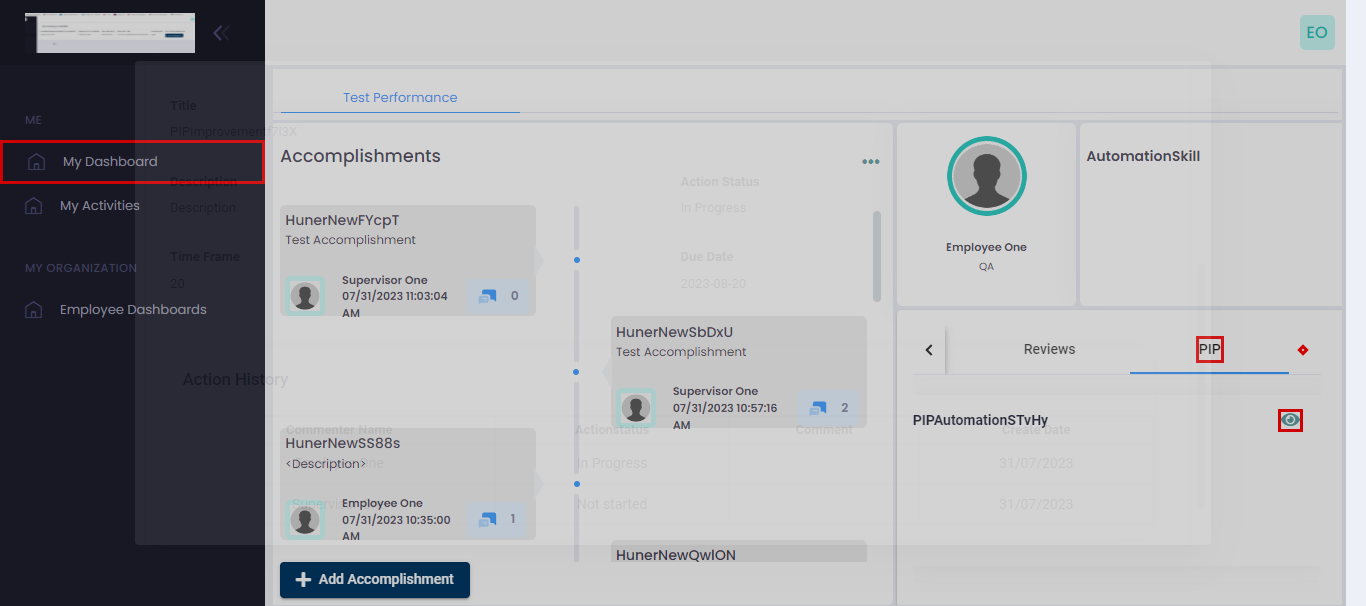 EO
ME
My Dashboard
My Activities
MY ORGANIZATION
Employee Dashboards
Title
PIPimprovementf7I3X
Description
Description
Action Status
In Progress
Time Frame
20
Due Date
2023-08-20
Action History
Commenter Name
Actionstatus
Comment
Create Date
In Progress
31/07/2023
Not started
31/07/2023
Test Performance
Accomplishments
HunerNewFYcpT
Test Accomplishment
Supervisor One
07/31/2023 11:03:04
AM
0
HunerNewSbDxU
Test Accomplishment
Supervisor One
07/31/2023 10:57:16
AM
2
HunerNewSS88s
<Description>
Employee One
07/31/2023 10:35:00
AM
1
HunerNewQwION
Add Accomplishment
Employee One
QA
AutomationSkill
Reviews
PIP
PIPAutomationSTvHy